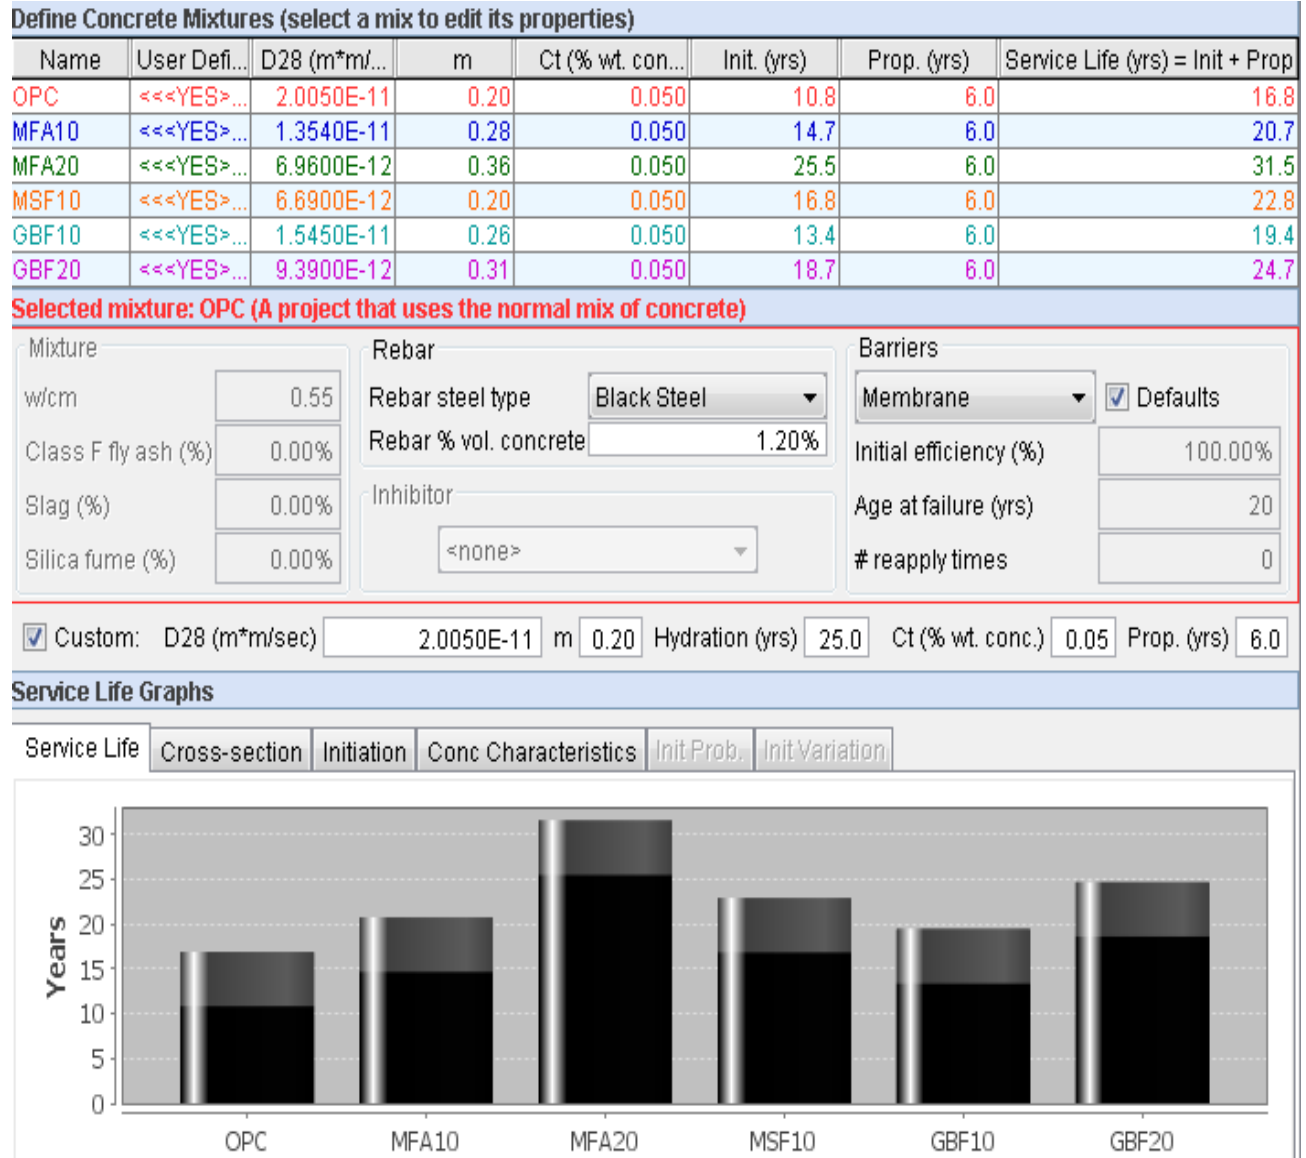 Define Concrete Mixtures (select a mix to edit its properties)
Name User Defi... D28 (m*m/... m Ct (% wt. con... Init. (yrs) Prop. (yrs) Service Life (yrs) = Init + Prop
OPC <<<YES>... 2.0050E-11 0.20 0.050 10.8 6.0 16.8
MFA10 <<<YES>... 1.3540E-11 0.28 0.050 14.7 6.0 20.7
MFA20 <<<YES>... 6.9600E-12 0.36 0.050 25.5 6.0 31.5
MSF10 <<<YES>... 6.6900E-12 0.20 0.050 16.8 6.0 22.8
GBF10 <<<YES>... 1.5450E-11 0.26 0.050 13.4 6.0 19.4
GBF20 <<<YES>... 9.3900E-12 0.31 0.050 18.7 6.0 24.7
Selected mixture: OPC (A project that uses the normal mix of concrete)
Mixture
w/cm 0.55
Class F fly ash (%) 0.00%
Slag (%) 0.00%
Silica fume (%) 0.00%
Rebar
Rebar steel type Black Steel
Rebar % vol. concrete 1.20%
Inhibitor
<none>
Barriers
Membrane Defaults
Initial efficiency (%) 100.00%
Age at failure (yrs) 20
# reapply times 0
Custom: D28 (m*m/sec) 2.0050E-11 m 0.20 Hydration (yrs) 25.0 Ct (% wt. conc.) 0.05 Prop. (yrs) 6.0
Service Life Graphs
Service Life Cross-section Initiation Conc Characteristics Init Prob. Init Variation
Years
30
25
20
15
10
5
0
OPC MFA10 MFA20 MSF10 GBF10 GBF20